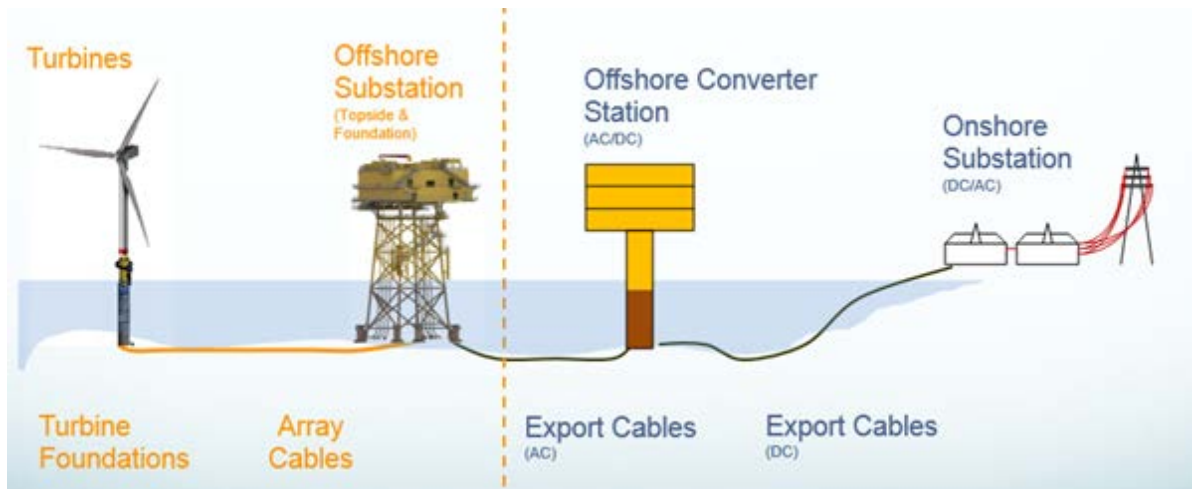 Turbines
Offshore
Substation
(Topside &
Foundation)
Offshore Converter
Station
(AC/DC)
Onshore
Substation
(DC/AC)
Turbine
Foundations
Array
Cables
Export Cables
(AC)
Export Cables
(DC)